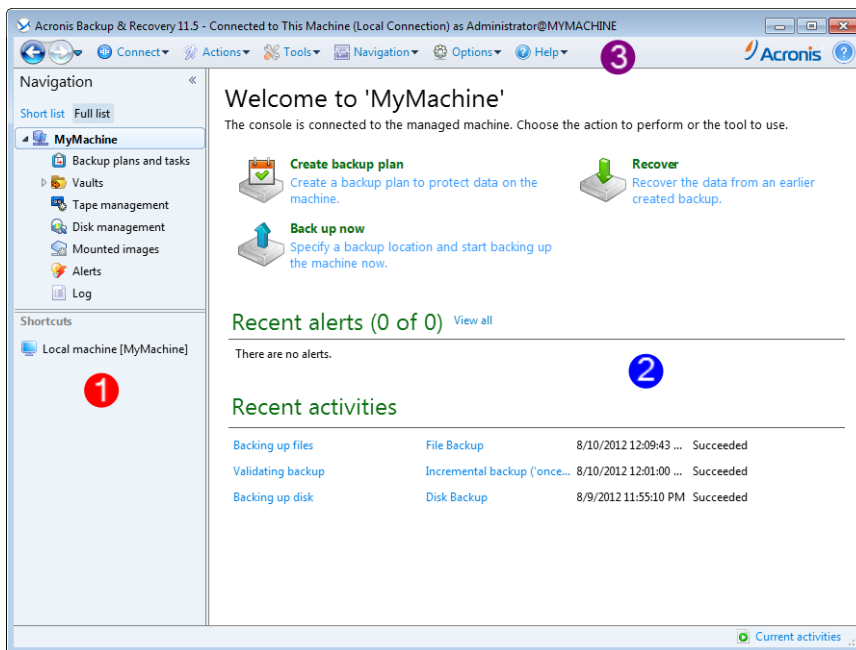 Acronis Backup & Recovery 11.5 - Connected to This Machine (Local Connection) as Administrator@MYMACHINE
Connect Actions Tools Navigation Options Help
3
Acronis
?
Navigation
«
Short list Full list
MyMachine
Backup plans and tasks
Vaults
Tape management
Disk management
Mounted images
Alerts
Log
Shortcuts
Local machine [MyMachine]
1
Welcome to 'MyMachine'
The console is connected to the managed machine. Choose the action to perform or the tool to use.
Create backup plan
Create a backup plan to protect data on the
machine.
Recover
Recover the data from an earlier
created backup.
Back up now
Specify a backup location and start backing up
the machine now.
Recent alerts (0 of 0) View all
There are no alerts.
2
Recent activities
Backing up files File Backup 8/10/2012 12:09:43 ... Succeeded
Validating backup Incremental backup ('once... 8/10/2012 12:01:00 ... Succeeded
Backing up disk Disk Backup 8/9/2012 11:55:10 PM Succeeded
Current activities